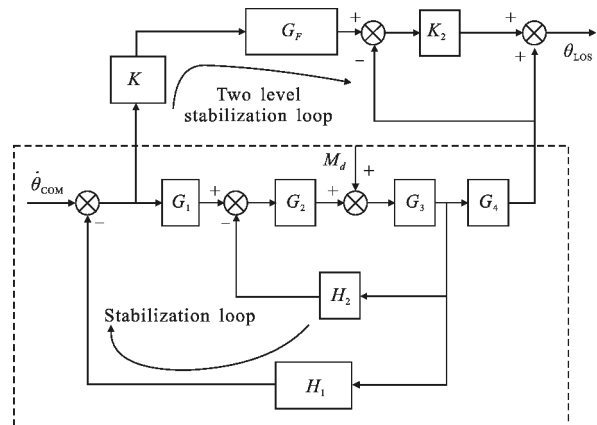 K
G_F
+
−
K_2
+
+
θ_LOS
Two level
stabilization loop
M_d
+
θ̇_COM
−
G_1
+
−
G_2
+
G_3
G_4
H_2
Stabilization loop
H_1